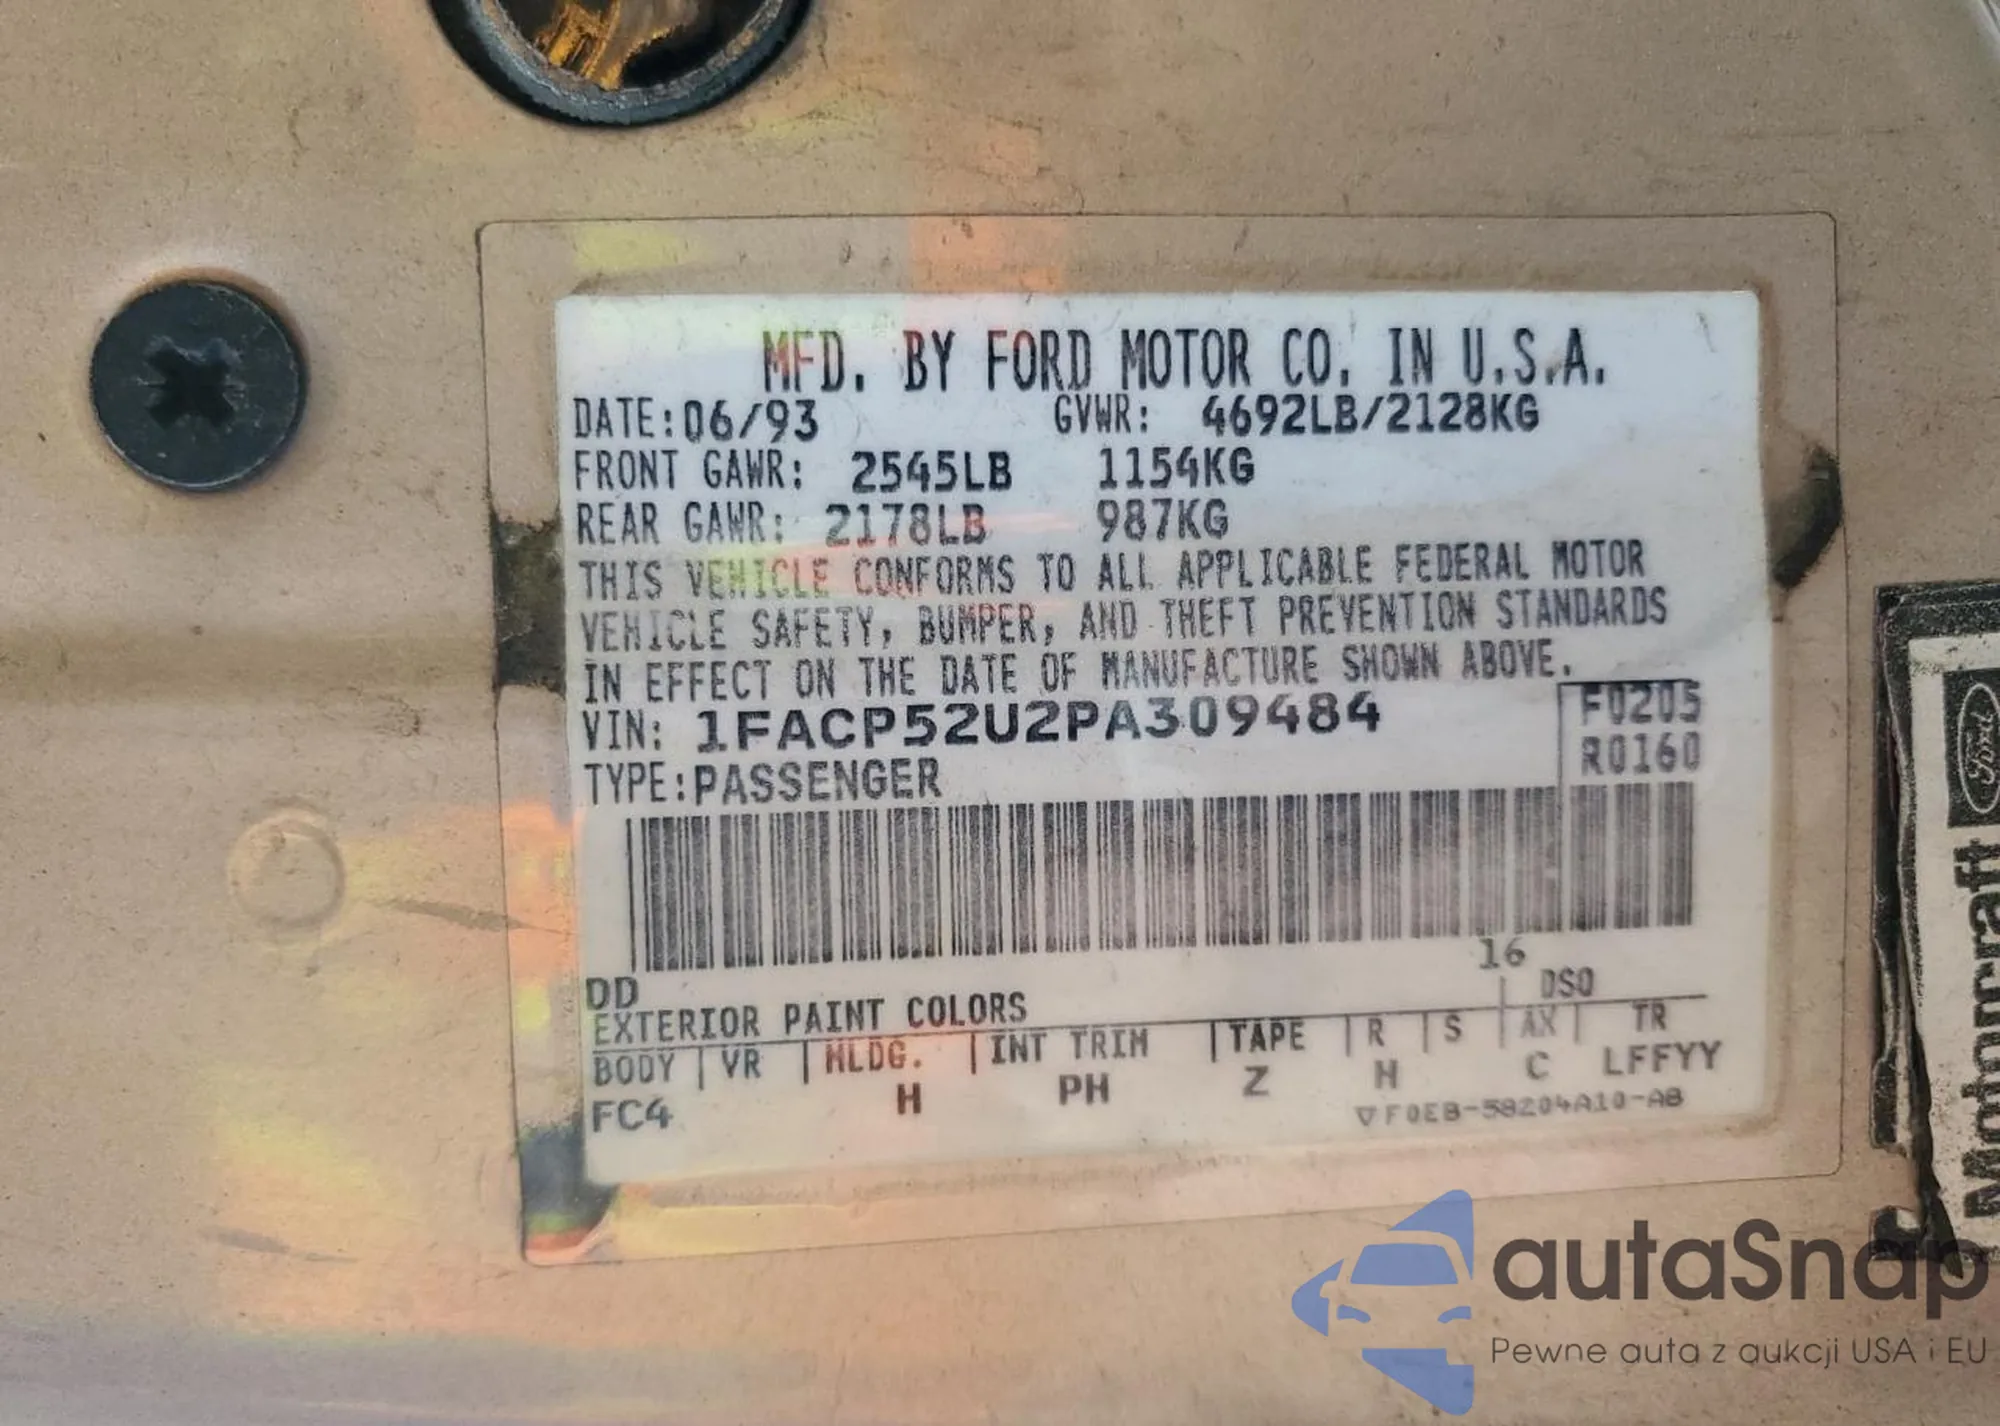 MFD. BY FORD MOTOR CO. IN U.S.A.
DATE:06/93 GVWR: 4692LB/2128KG
FRONT GAWR: 2545LB 1154KG
REAR GAWR: 2178LB 987KG
THIS VEHICLE CONFORMS TO ALL APPLICABLE FEDERAL MOTOR
VEHICLE SAFETY, BUMPER, AND THEFT PREVENTION STANDARDS
IN EFFECT ON THE DATE OF MANUFACTURE SHOWN ABOVE.
VIN: 1FACP52U2PA309484 F0205
TYPE:PASSENGER R0160
16
DD DSO
EXTERIOR PAINT COLORS
BODY VR MLDG. INT TRIM TAPE R S AX TR
FC4 H PH Z H C LFFYY
▽F0EB-58204A10-AB
Ford
Motorcraft
autaSnap
Pewne auta z aukcji USA i EU